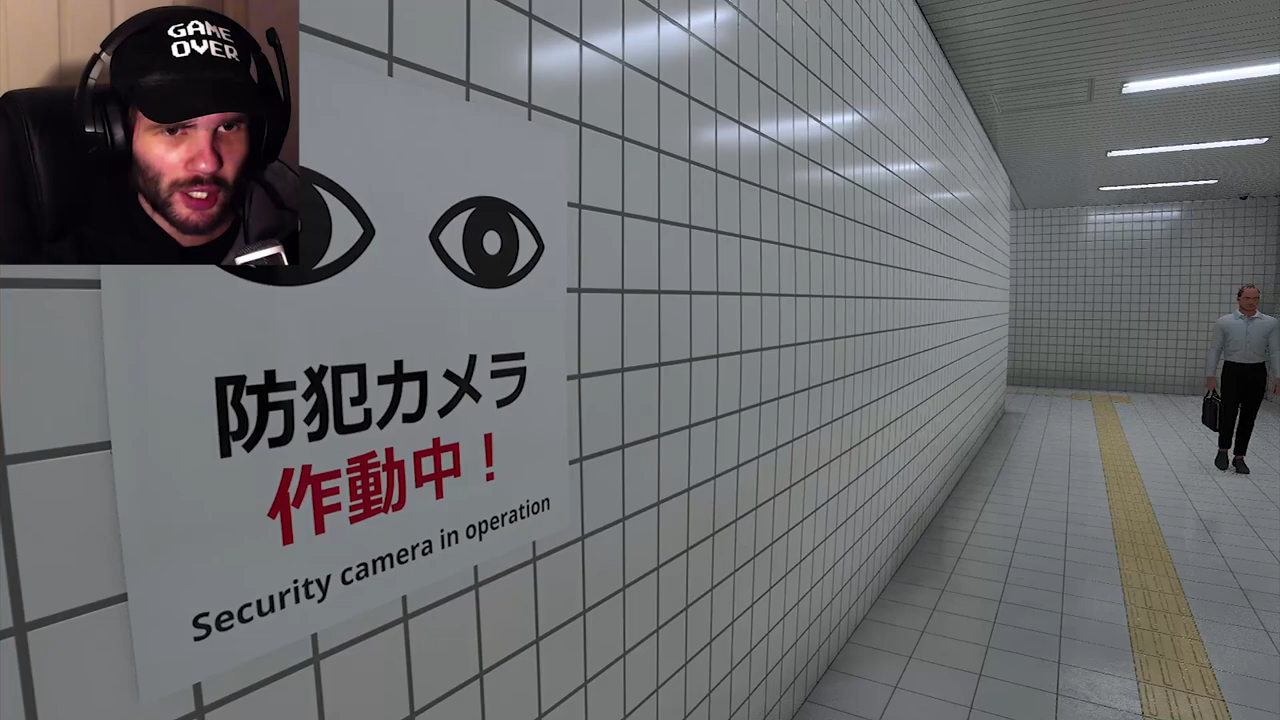 GAME
OVER
防犯カメラ
作動中！
Security camera in operation